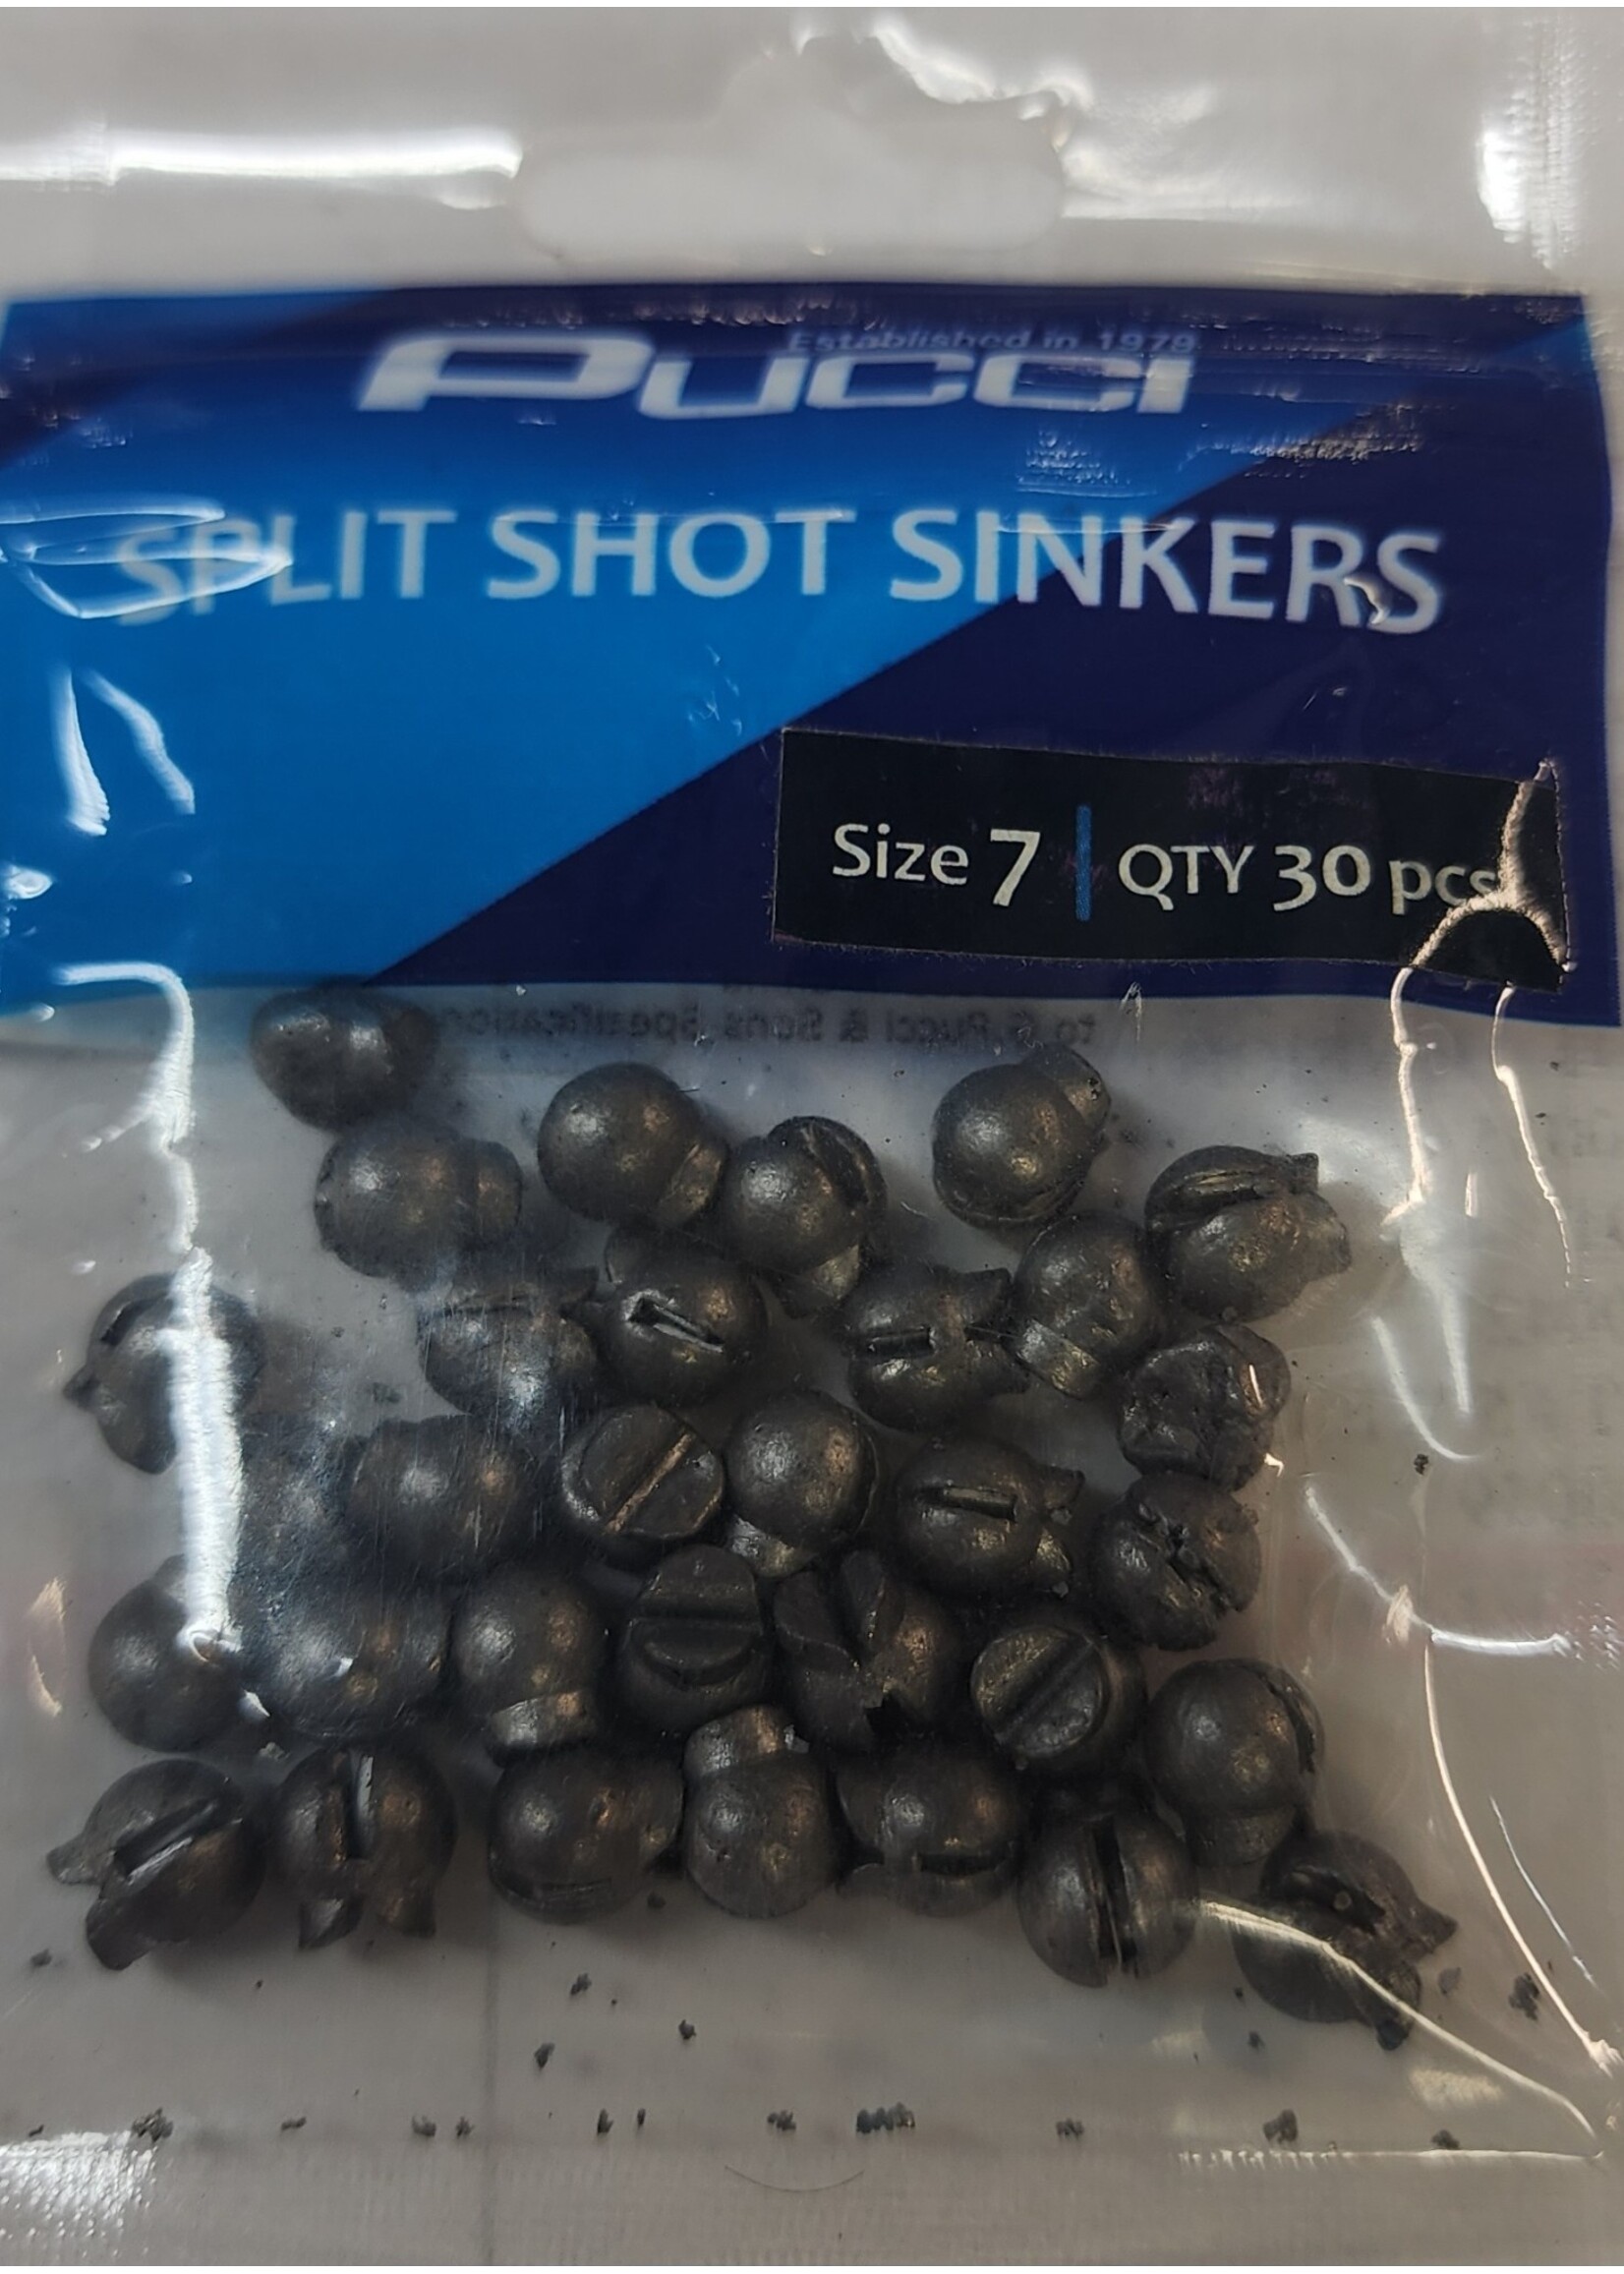 Pucci
Established in 1979
SPLIT SHOT SINKERS
Size 7 | QTY 30 pcs
to P. Pucci & Sons Specification